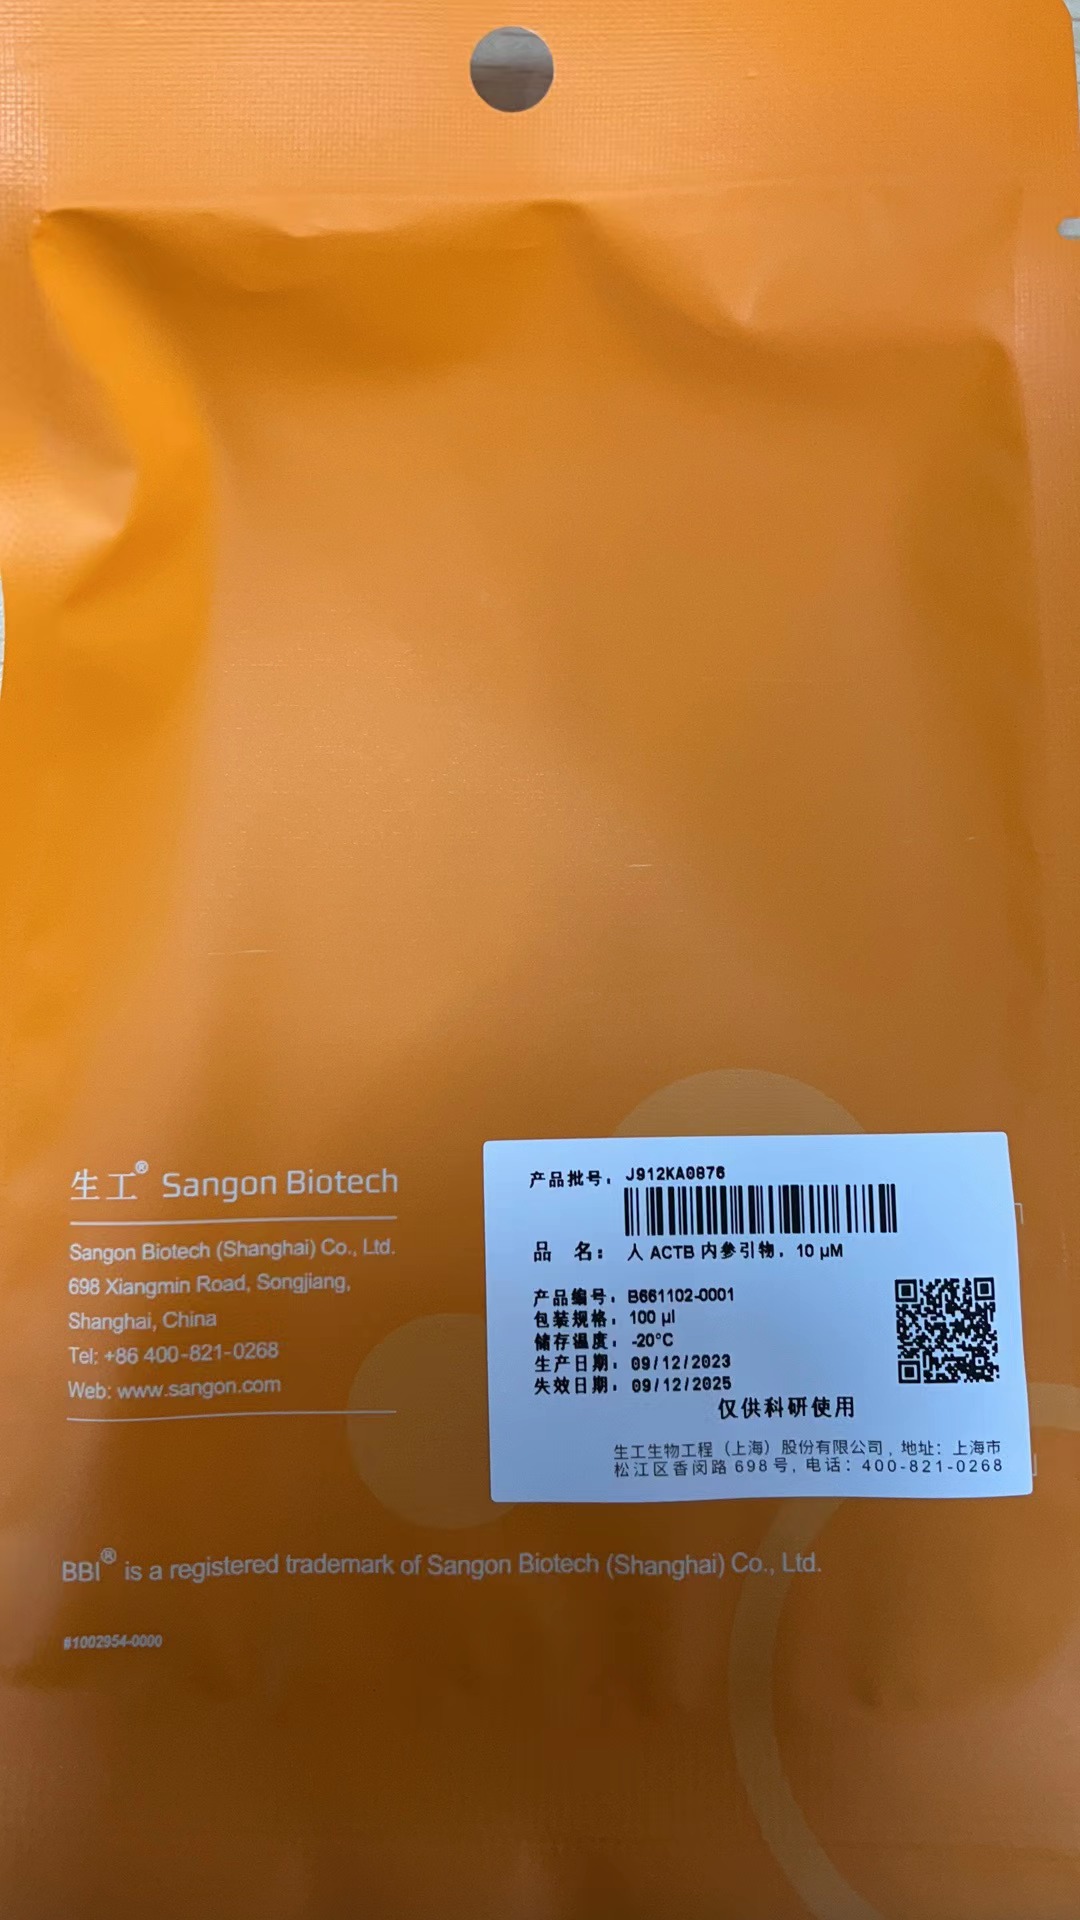 生工® Sangon Biotech
Sangon Biotech (Shanghai) Co., Ltd.
698 Xiangmin Road, Songjiang,
Shanghai, China
Tel: +86 400-821-0268
Web: www.sangon.com
产品批号: J912KA0876
品 名: 人 ACTB 内参引物, 10 μM
产品编号: B661102-0001
包装规格: 100 μl
储存温度: -20°C
生产日期: 09/12/2023
失效日期: 09/12/2025
仅供科研使用
生工生物工程（上海）股份有限公司, 地址: 上海市
松江区香闵路 698 号, 电话: 400-821-0268
BBI® is a registered trademark of Sangon Biotech (Shanghai) Co., Ltd.
#1002954-0000